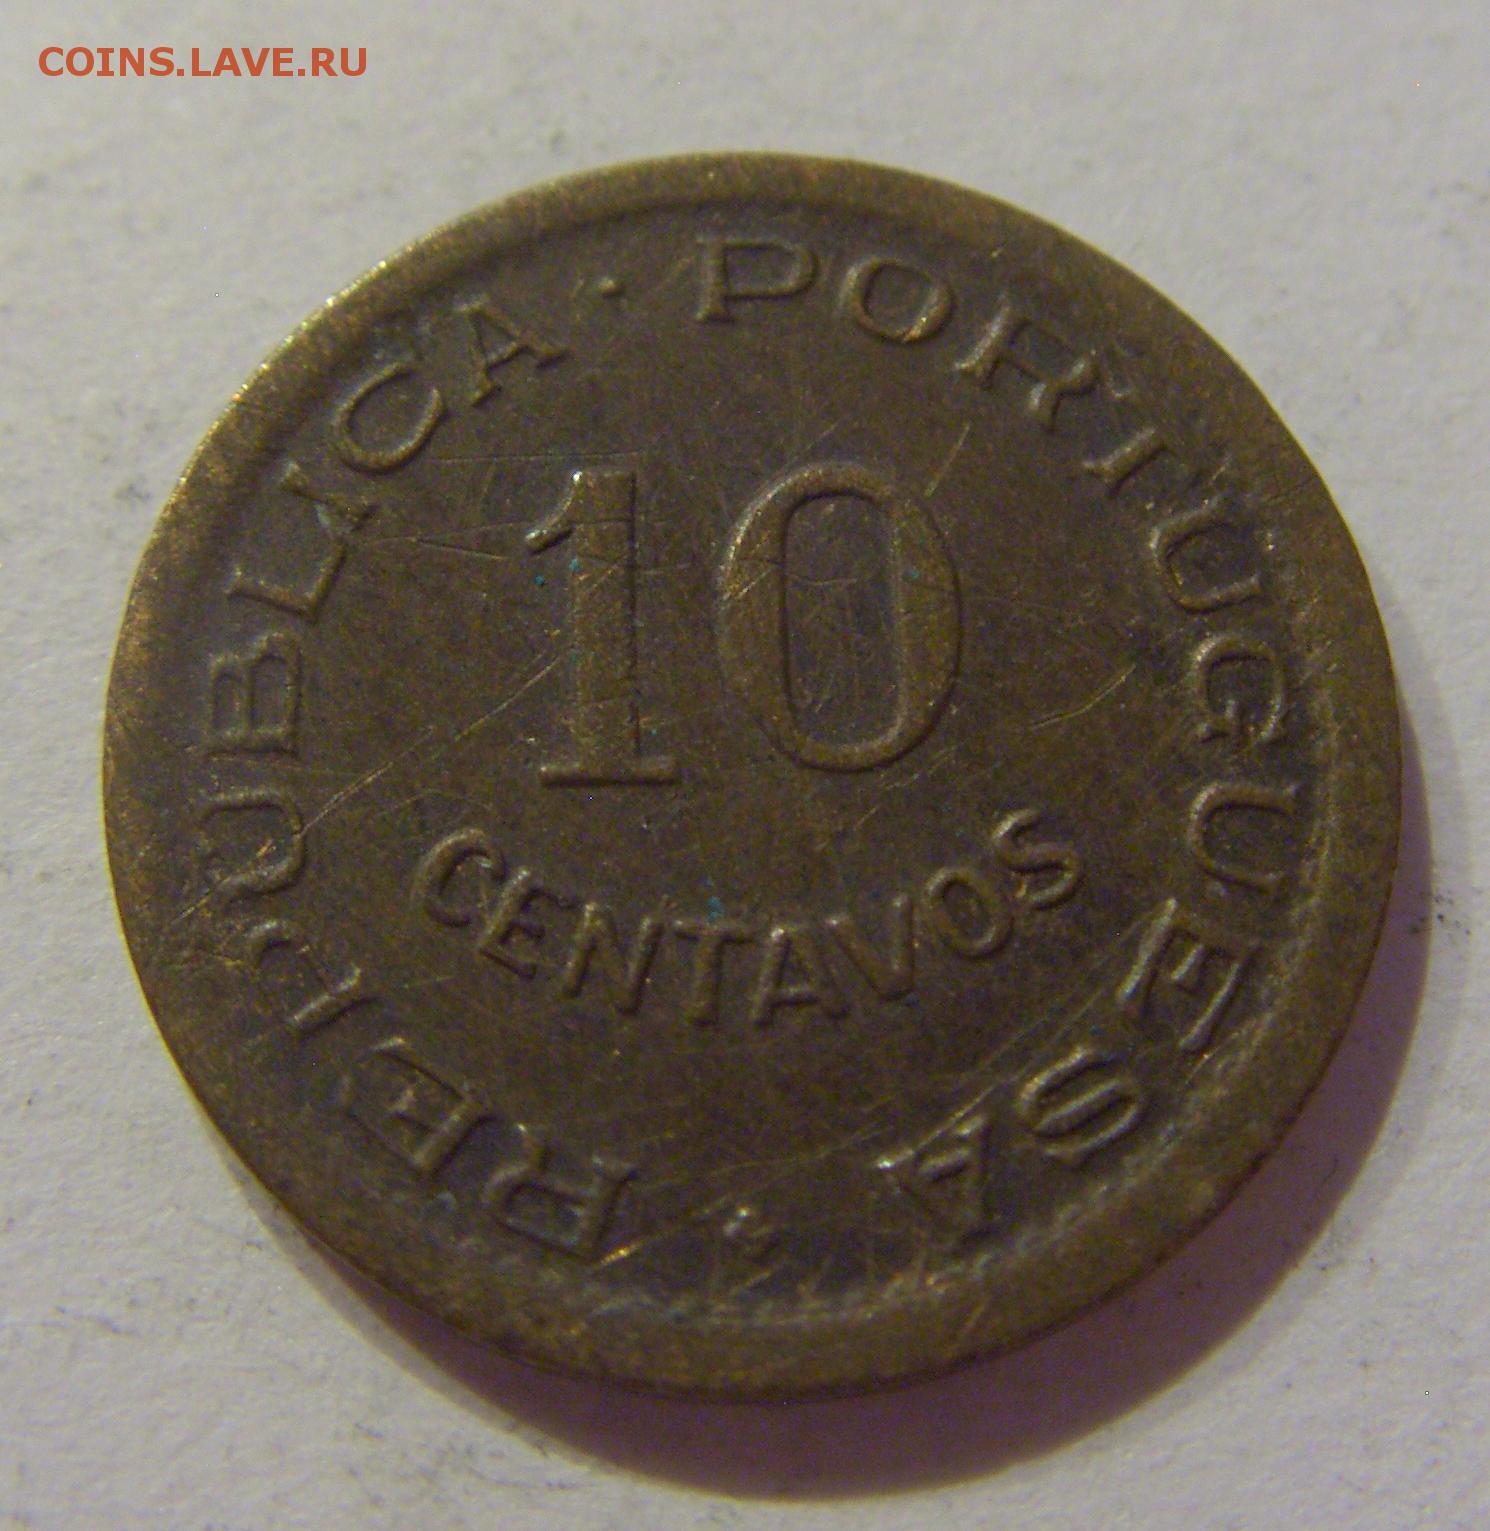 COINS.LAVE.RU
REPUBLICA · PORTUGUESA ·
10
CENTAVOS